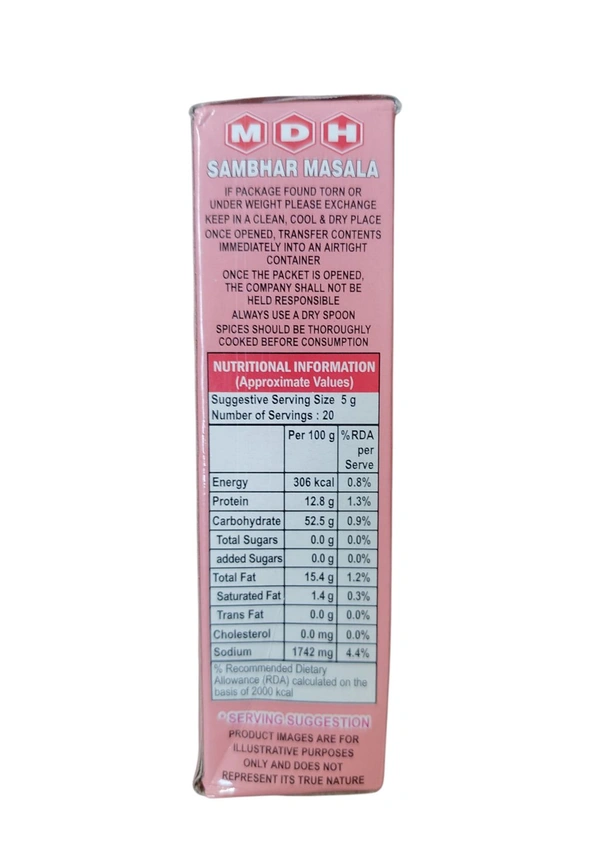 MDH
SAMBHAR MASALA
IF PACKAGE FOUND TORN OR
UNDER WEIGHT PLEASE EXCHANGE
KEEP IN A CLEAN, COOL & DRY PLACE
ONCE OPENED, TRANSFER CONTENTS
IMMEDIATELY INTO AN AIRTIGHT
CONTAINER
ONCE THE PACKET IS OPENED,
THE COMPANY SHALL NOT BE
HELD RESPONSIBLE
ALWAYS USE A DRY SPOON
SPICES SHOULD BE THOROUGHLY
COOKED BEFORE CONSUMPTION
NUTRITIONAL INFORMATION
(Approximate Values)
Suggestive Serving Size 5 g
Number of Servings : 20
Per 100 g %RDA
per
Serve
Energy 306 kcal 0.8%
Protein 12.8 g 1.3%
Carbohydrate 52.5 g 0.9%
Total Sugars 0.0 g 0.0%
added Sugars 0.0 g 0.0%
Total Fat 15.4 g 1.2%
Saturated Fat 1.4 g 0.3%
Trans Fat 0.0 g 0.0%
Cholesterol 0.0 mg 0.0%
Sodium 1742 mg 4.4%
% Recommended Dietary
Allowance (RDA) calculated on the
basis of 2000 kcal
*SERVING SUGGESTION
PRODUCT IMAGES ARE FOR
ILLUSTRATIVE PURPOSES
ONLY AND DOES NOT
REPRESENT ITS TRUE NATURE